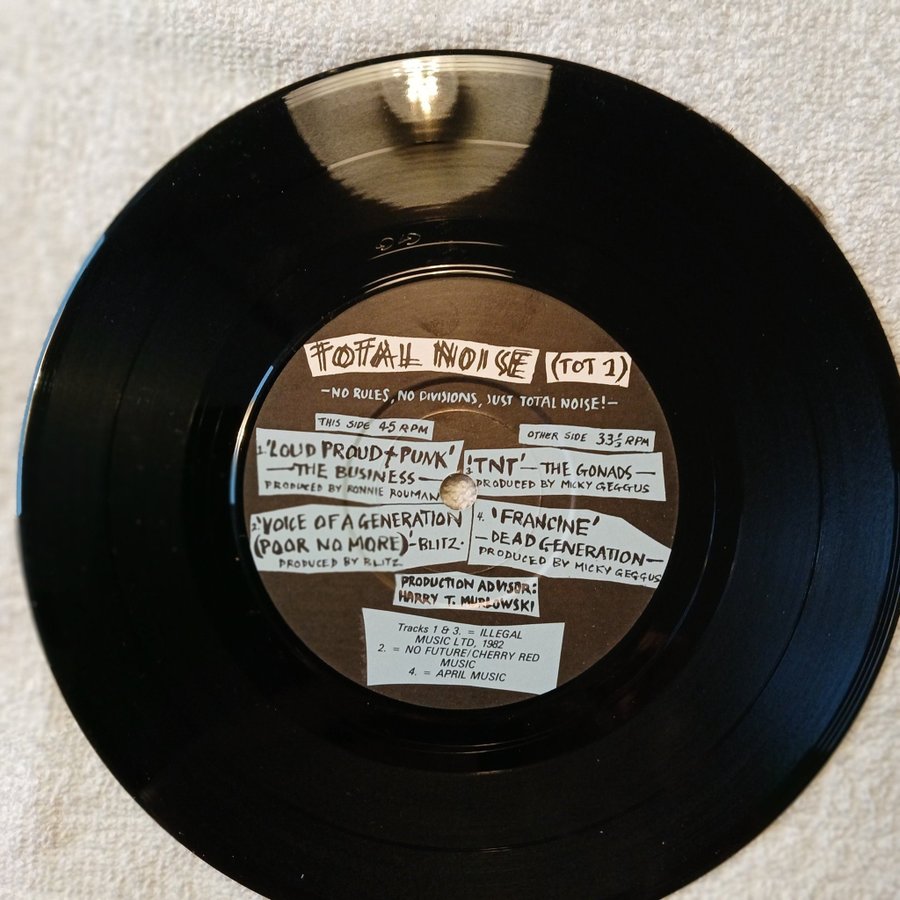 TOTAL NOISE (TOT 1)
—NO RULES, NO DIVISIONS, JUST TOTAL NOISE!—
THIS SIDE 45 RPM
1. 'LOUD PROUD + PUNK'
—THE BUSINESS—
PRODUCED BY RONNIE ROUMAN
2. 'VOICE OF A GENERATION
(POOR NO MORE)'—BLITZ.
PRODUCED BY BLITZ
OTHER SIDE 33⅓ RPM
3. 'TNT'— THE GONADS—
PRODUCED BY MICKY GEGGUS
4. 'FRANCINE'
—DEAD GENERATION—
PRODUCED BY MICKY GEGGUS
PRODUCTION ADVISOR:
HARRY T. MURLOWSKI
Tracks 1 & 3. = ILLEGAL
MUSIC LTD, 1982
2. = NO FUTURE/CHERRY RED
MUSIC
4. = APRIL MUSIC